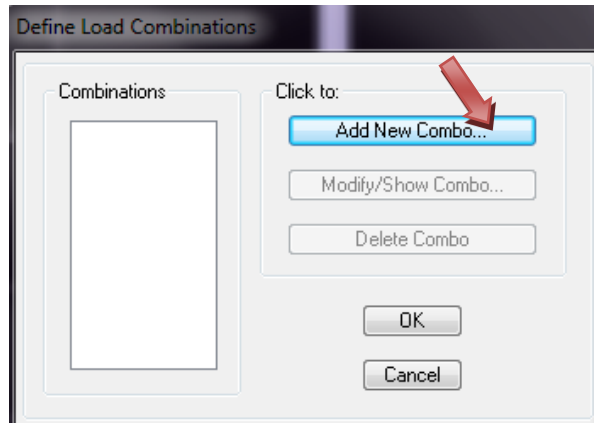 Define Load Combinations
Combinations
Click to:
Add New Combo...
Modify/Show Combo...
Delete Combo
OK
Cancel